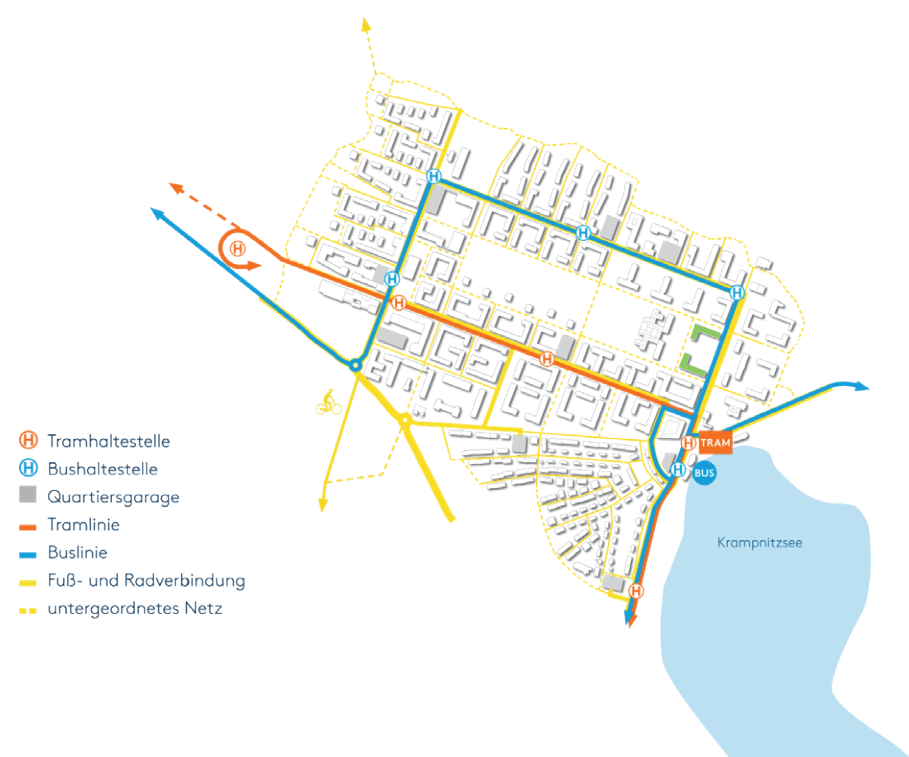 H
H
H
H
H
H
H
H
H TRAM
H BUS
Krampnitzsee
H
H Tramhaltestelle
H Bushaltestelle
Quartiersgarage
Tramlinie
Buslinie
Fuß- und Radverbindung
untergeordnetes Netz